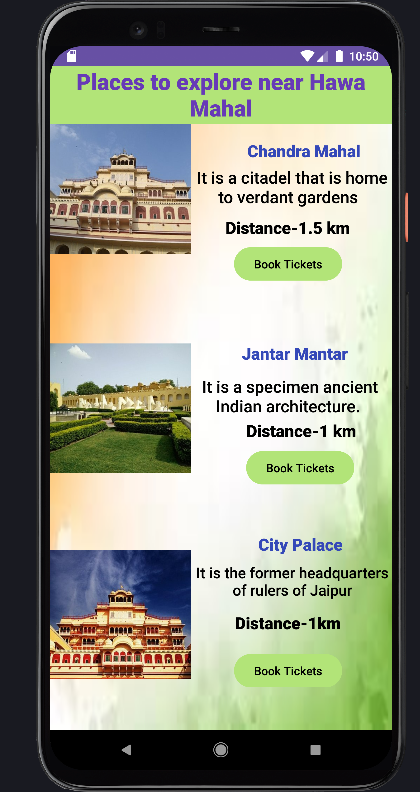 10:50
Places to explore near Hawa
Mahal
Chandra Mahal
It is a citadel that is home
to verdant gardens
Distance-1.5 km
Book Tickets
Jantar Mantar
It is a specimen ancient
Indian architecture.
Distance-1 km
Book Tickets
City Palace
It is the former headquarters
of rulers of Jaipur
Distance-1km
Book Tickets